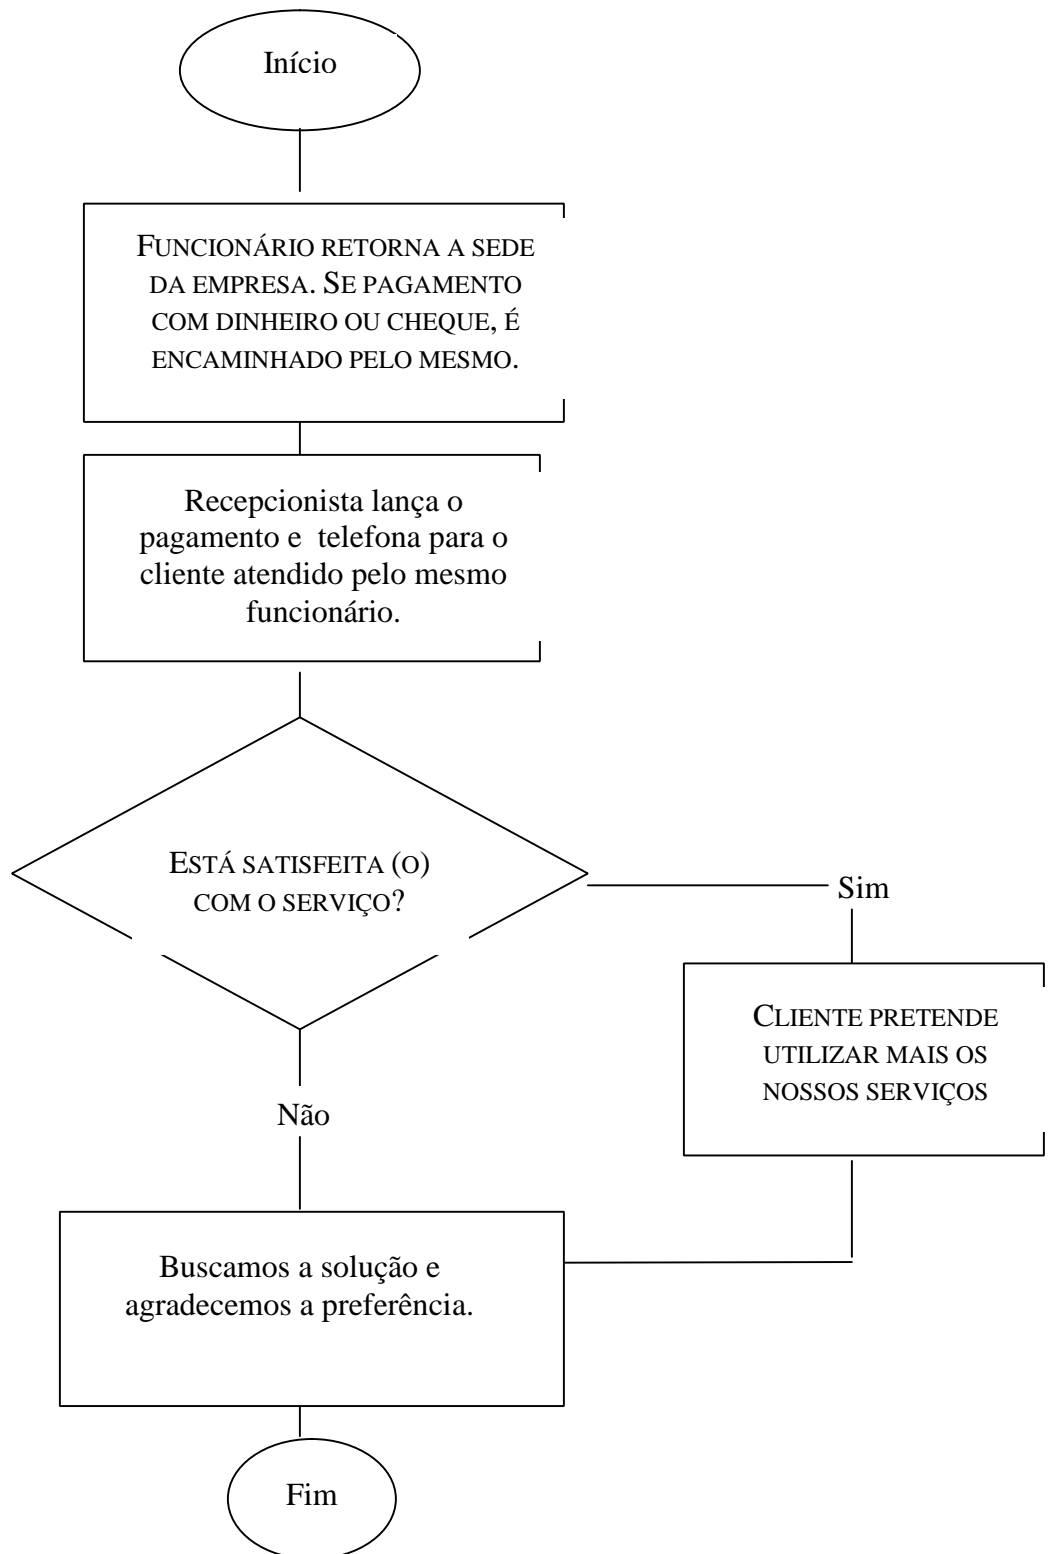 Início
FUNCIONÁRIO RETORNA A SEDE
DA EMPRESA. SE PAGAMENTO
COM DINHEIRO OU CHEQUE, É
ENCAMINHADO PELO MESMO.
Recepcionista lança o
pagamento e telefona para o
cliente atendido pelo mesmo
funcionário.
ESTÁ SATISFEITA (O)
COM O SERVIÇO?
Sim
CLIENTE PRETENDE
UTILIZAR MAIS OS
NOSSOS SERVIÇOS
Não
Buscamos a solução e
agradecemos a preferência.
Fim